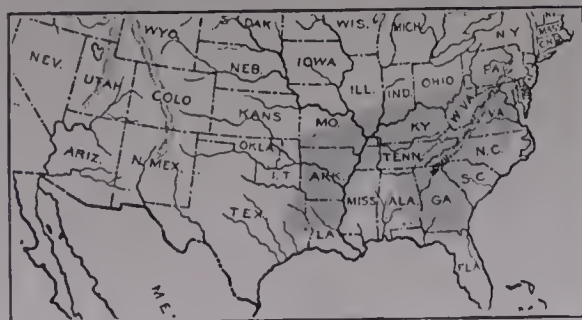 WYO. S. DAK. WIS. MICH. N.Y.
MASS.
NEV. NEB. IOWA PA.
UTAH COLO ILL. IND. OHIO W.VA. VA.
KANS MO. KY
ARIZ. N.MEX. OKLA. I.T. ARK. TENN. N.C.
S.C.
TEX. MISS ALA. GA
LA.
FLA.
ME.